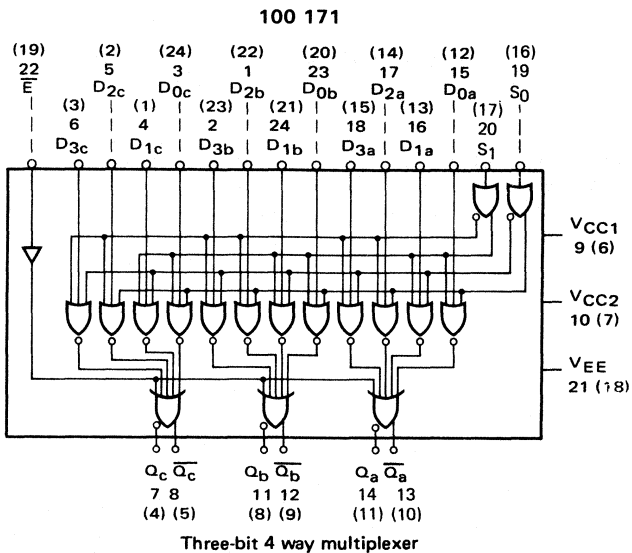 100 171
(19) (2) (24) (22) (20) (14) (12) (16)
22 5 3 1 23 17 15 19
E D2c D0c D2b D0b D2a D0a S0
(3) (1) (23) (21) (15) (13) (17)
6 4 2 24 18 16 20
D3c D1c D3b D1b D3a D1a S1
VCC1
9 (6)
VCC2
10 (7)
VEE
21 (18)
Qc Qc Qb Qb Qa Qa
7 8 11 12 14 13
(4) (5) (8) (9) (11) (10)
Three-bit 4 way multiplexer